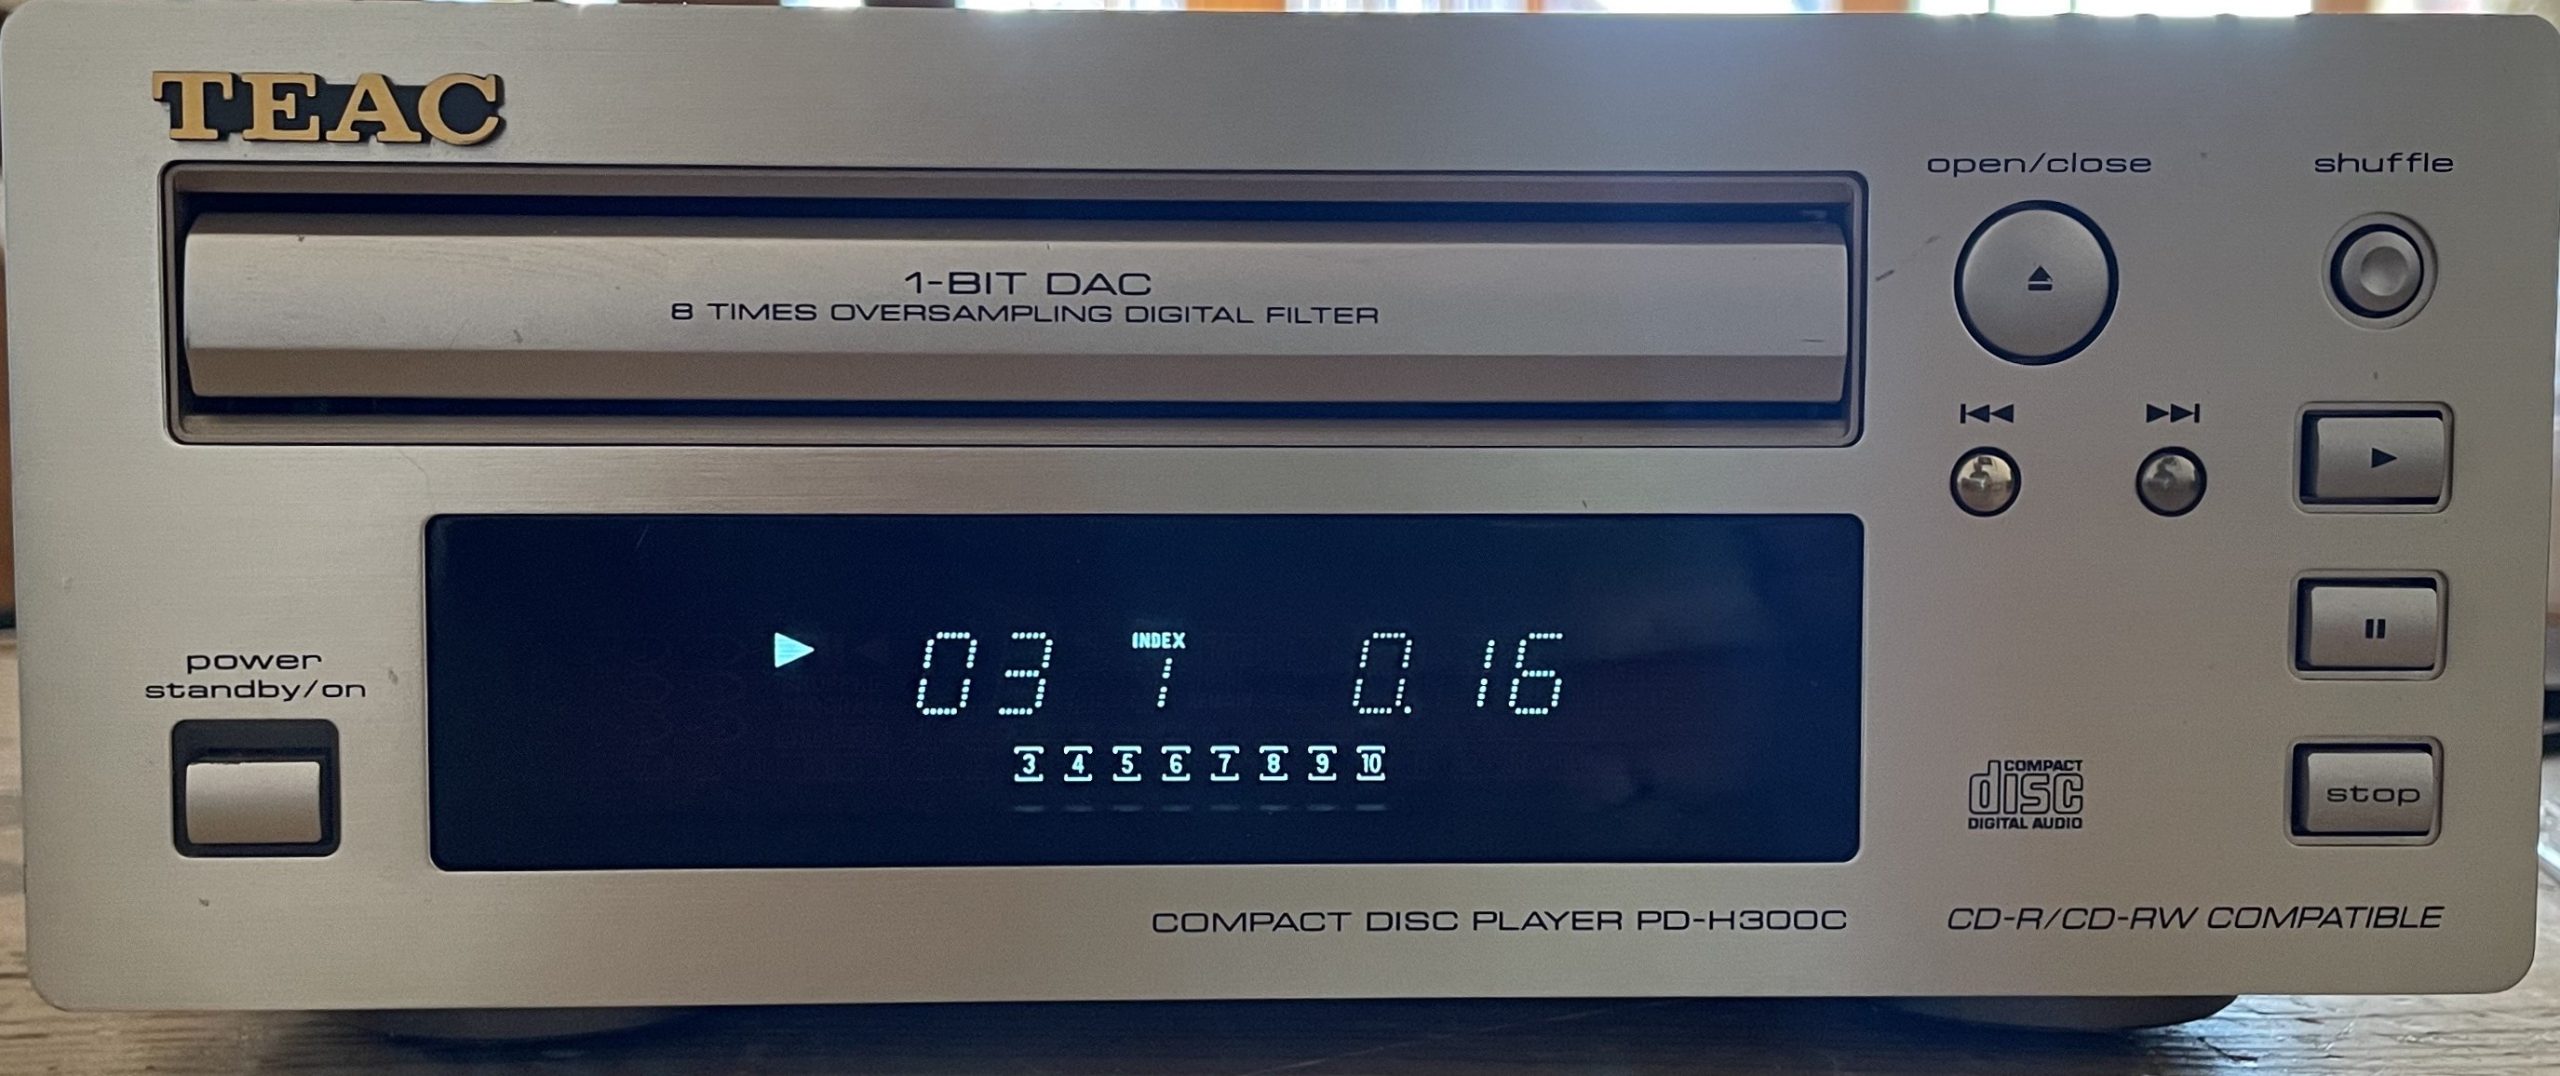 TEAC
open/close
shuffle
1-BIT DAC
8 TIMES OVERSAMPLING DIGITAL FILTER
INDEX
03 1 0.16
3 4 5 6 7 8 9 10
power
standby/on
COMPACT
disc
DIGITAL AUDIO
stop
COMPACT DISC PLAYER PD-H300C
CD-R/CD-RW COMPATIBLE